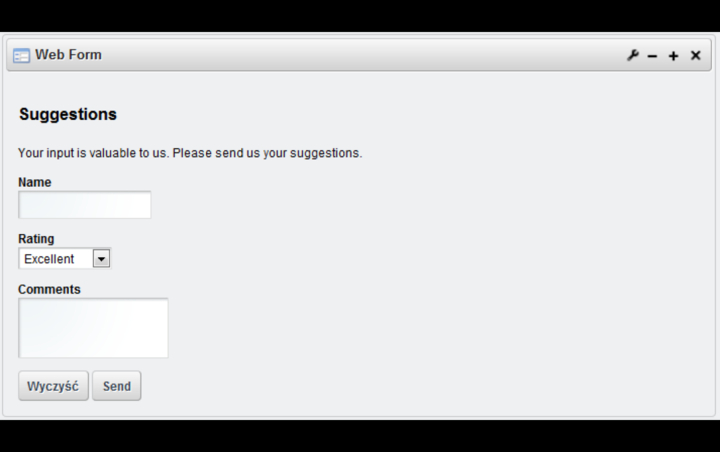 Web Form
Suggestions
Your input is valuable to us. Please send us your suggestions.
Name
Rating
Excellent
Comments
Wyczyść Send